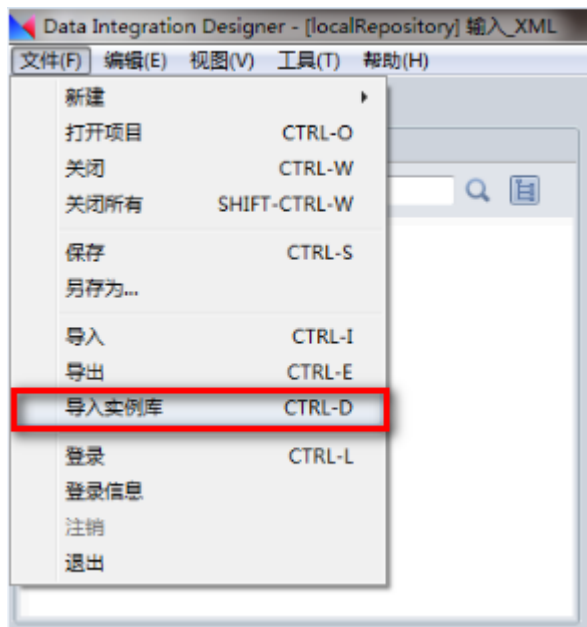 Data Integration Designer - [localRepository] 输入_XML
文件(F) 编辑(E) 视图(V) 工具(T) 帮助(H)
新建
打开项目 CTRL-O
关闭 CTRL-W
关闭所有 SHIFT-CTRL-W
保存 CTRL-S
另存为...
导入 CTRL-I
导出 CTRL-E
导入实例库 CTRL-D
登录 CTRL-L
登录信息
注销
退出